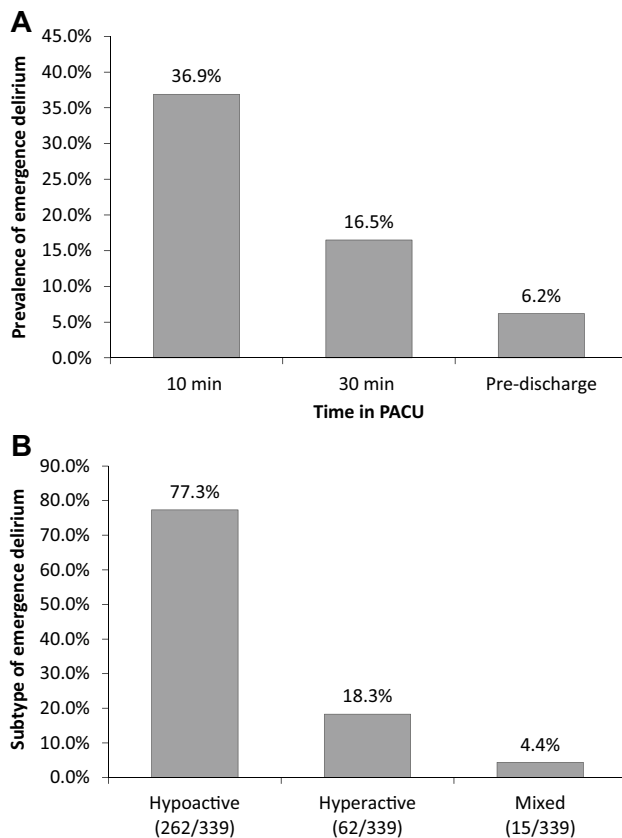 A
Prevalence of emergence delirium
45.0%
40.0%
35.0%
30.0%
25.0%
20.0%
15.0%
10.0%
5.0%
0.0%
36.9%
16.5%
6.2%
10 min
30 min
Pre-discharge
Time in PACU
B
Subtype of emergence delirium
90.0%
80.0%
70.0%
60.0%
50.0%
40.0%
30.0%
20.0%
10.0%
0.0%
77.3%
18.3%
4.4%
Hypoactive
(262/339)
Hyperactive
(62/339)
Mixed
(15/339)